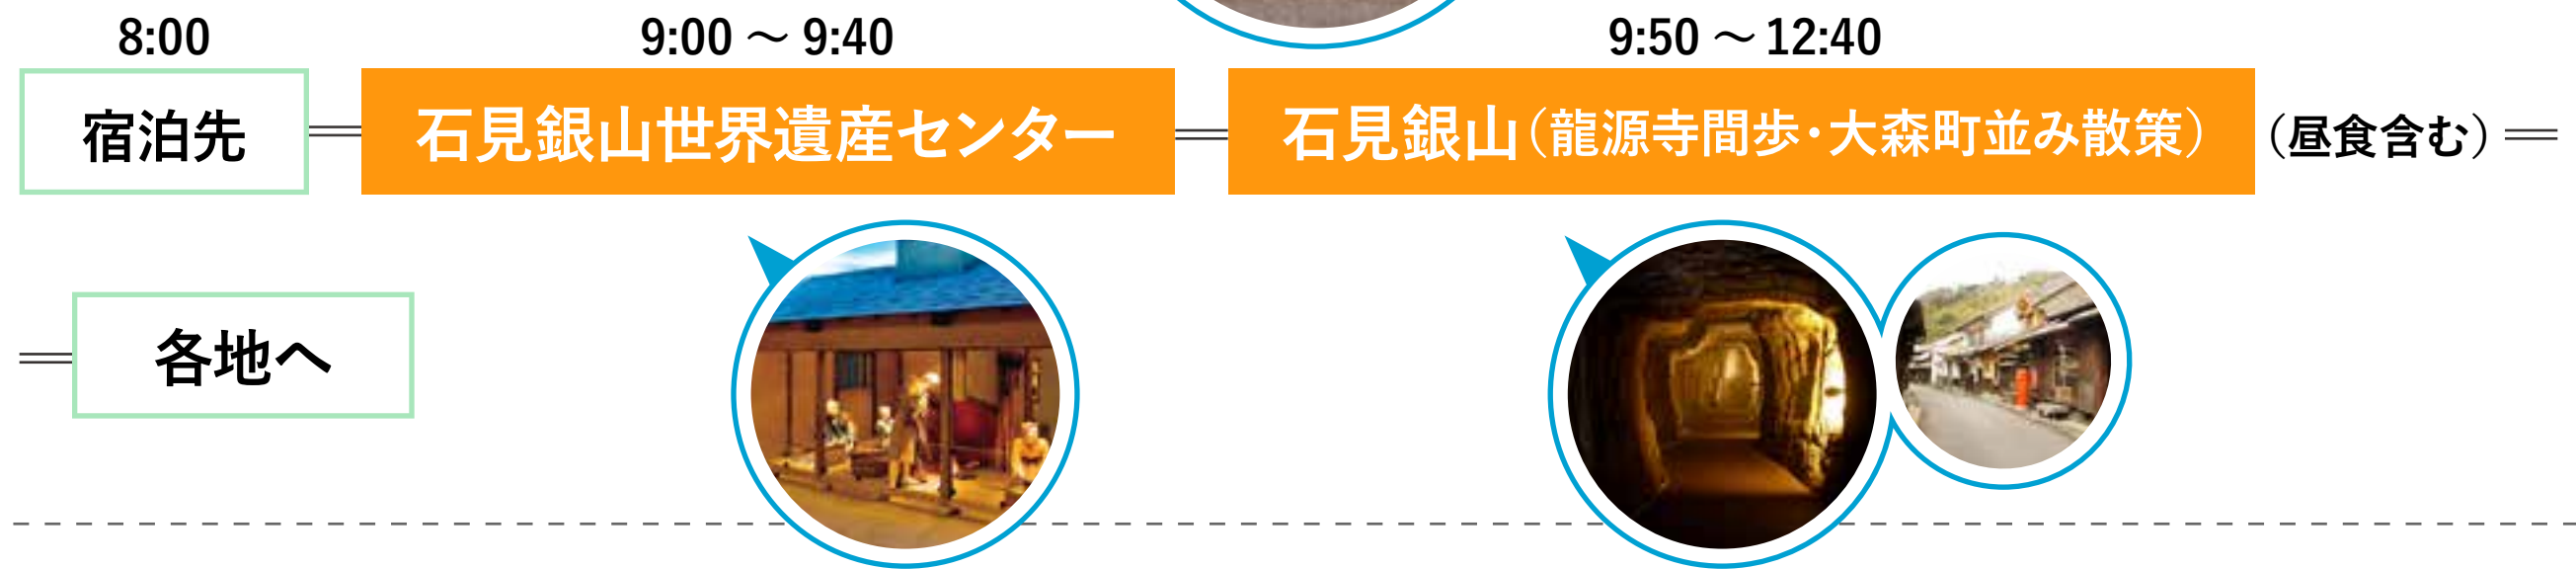 8:00
9:00 ～ 9:40
9:50 ～ 12:40
宿泊先
石見銀山世界遺産センター
石見銀山（龍源寺間歩・大森町並み散策）
（昼食含む）
各地へ